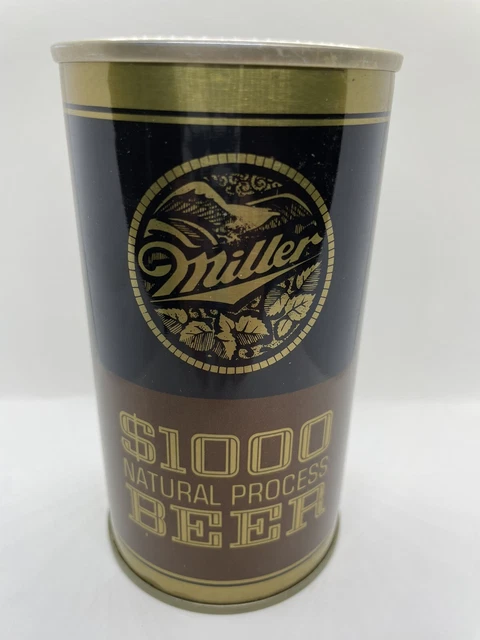 Miller
$1000
NATURAL PROCESS
BEER